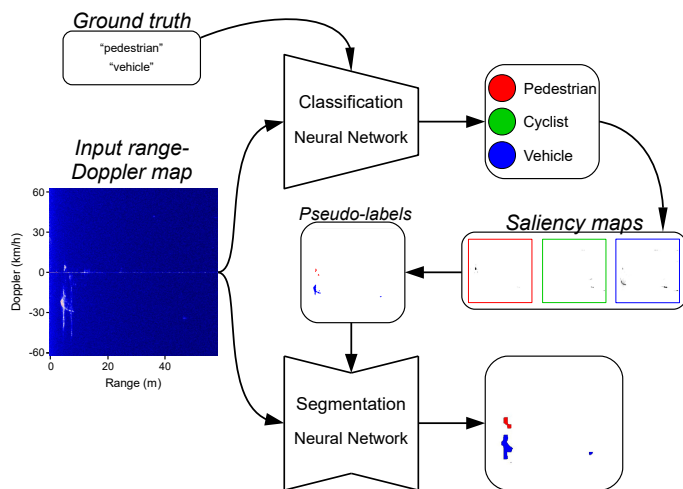 Ground truth
“pedestrian”
“vehicle”
Classification
Neural Network
Pedestrian
Cyclist
Vehicle
Input range-
Doppler map
60
30
0
-30
-60
Doppler (km/h)
0
20
40
Range (m)
Pseudo-labels
Saliency maps
Segmentation
Neural Network